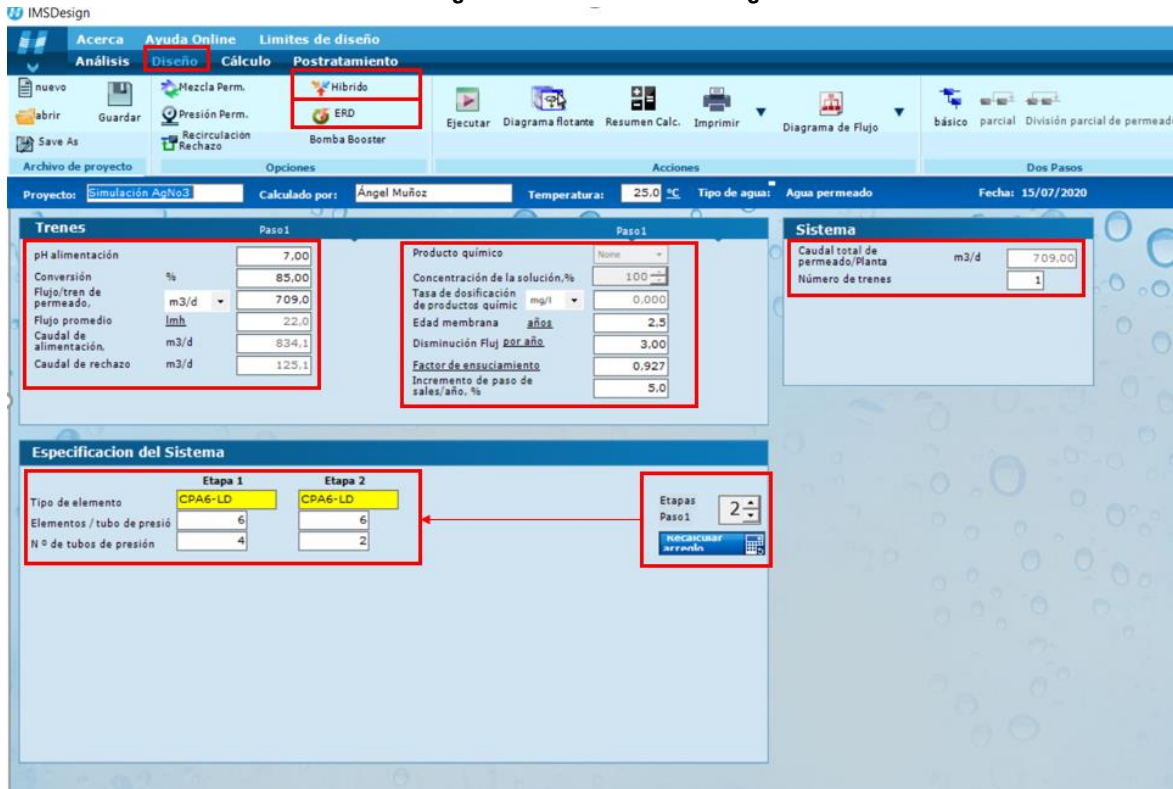 IMSDesign
Acerca Ayuda Online Limites de diseño
Análisis Diseño Cálculo Postratamiento
nuevo
abrir
Guardar
Save As
Archivo de proyecto
Mezcla Perm.
Presión Perm.
Recirculacion
Rechazo
Hibrido
ERD
Bomba Booster
Opciones
Ejecutar Diagrama flotante Resumen Calc. Imprimir Diagrama de Flujo
Acciones
básico parcial División parcial de permead
Dos Pasos
Proyecto: Simulación AgNo3 Calculado por: Ángel Muñoz Temperatura: 25.0 °C Tipo de agua: Agua permeado Fecha: 15/07/2020
Trenes Paso1
pH alimentación 7,00
Conversión % 85,00
Flujo/tren de
permeado, m3/d 709,0
Flujo promedio lmh 22,0
Caudal de
alimentación, m3/d 834,1
Caudal de rechazo m3/d 125,1
Paso1
Producto químico None
Concentración de la solución,% 100
Tasa de dosificación
de productos químic mg/l 0,000
Edad membrana años 2,5
Disminución Fluj por año 3,00
Factor de ensuciamiento 0,927
Incremento de paso de
sales/año, % 5,0
Sistema
Caudal total de
permeado/Planta m3/d 709,00
Número de trenes 1
Especificacion del Sistema
Etapa 1 Etapa 2
Tipo de elemento CPA6-LD CPA6-LD
Elementos / tubo de presió 6 6
N º de tubos de presión 4 2
Etapas
Paso1 2
Recalcular
arreglo